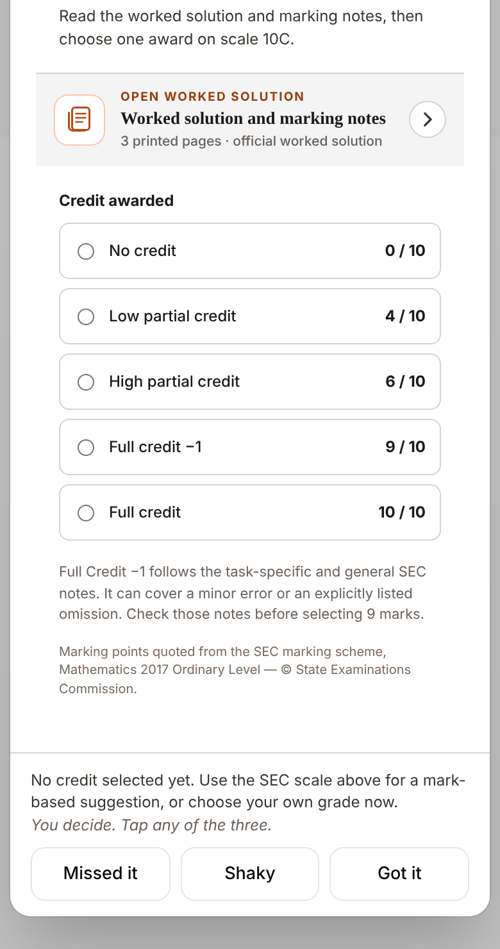 Read the worked solution and marking notes, then
choose one award on scale 10C.
OPEN WORKED SOLUTION
Worked solution and marking notes
3 printed pages · official worked solution
Credit awarded
No credit 0 / 10
Low partial credit 4 / 10
High partial credit 6 / 10
Full credit −1 9 / 10
Full credit 10 / 10
Full Credit −1 follows the task-specific and general SEC
notes. It can cover a minor error or an explicitly listed
omission. Check those notes before selecting 9 marks.
Marking points quoted from the SEC marking scheme,
Mathematics 2017 Ordinary Level — © State Examinations
Commission.
No credit selected yet. Use the SEC scale above for a mark-
based suggestion, or choose your own grade now.
You decide. Tap any of the three.
Missed it Shaky Got it